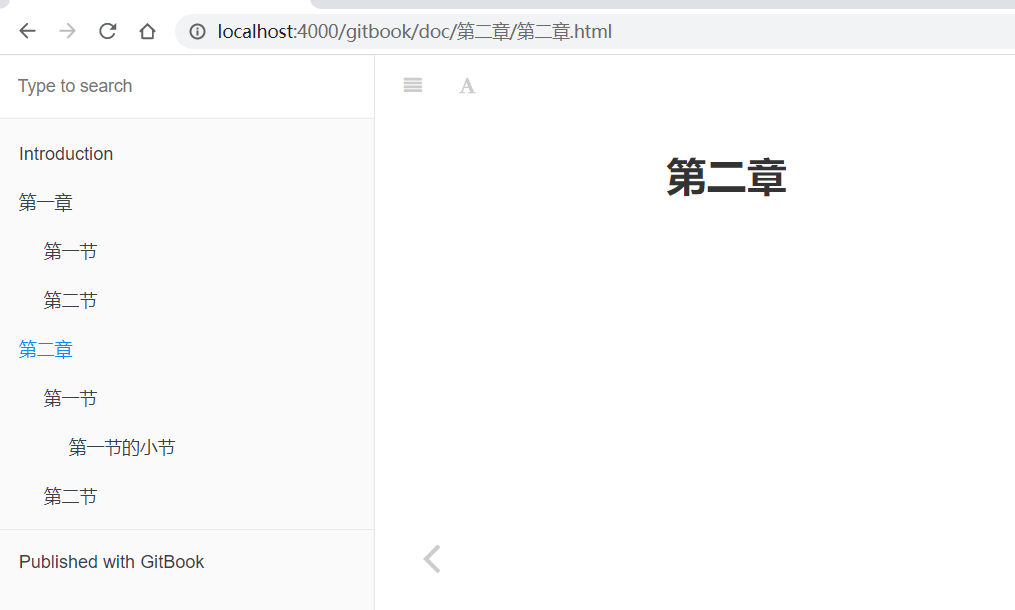 localhost:4000/gitbook/doc/第二章/第二章.html
Type to search
Introduction
第一章
第一节
第二节
第二章
第一节
第一节的小节
第二节
Published with GitBook
A
第二章